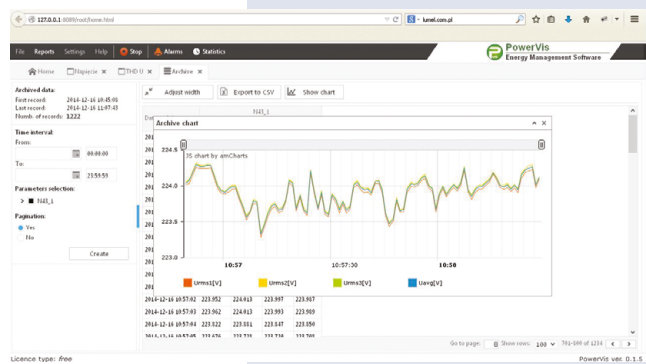 127.0.0.1:8089/root/home.html
lumel.com.pl
File Reports Settings Help Stop Alarms Statistics
PowerVis
Energy Management Software
Home Napięcie × THD U × Archive ×
Archived data:
First record: 2014-12-16 10:45:01
Last record: 2014-12-16 11:07:43
Numb. of records: 1222
Time interval:
From:
00:00:00
To:
23:59:59
Parameters selection:
N43_1
Pagination:
Yes
No
Create
Adjust width Export to CSV Show chart
N43_1
Archive chart
JS chart by amCharts
224.5
224.0
223.5
223.0
10:57 10:57:30 10:58
Urms1[V] Urms2[V] Urms3[V] Uavg[V]
2014-12-16 10:57:02 223.952 224.013 223.997 223.987
2014-12-16 10:57:03 223.962 224.013 223.993 223.989
2014-12-16 10:57:04 223.822 223.881 223.847 223.850
Go to page: 8 Show rows: 100 701-800 of 1234
Licence type: free
PowerVis ver. 0.1.5